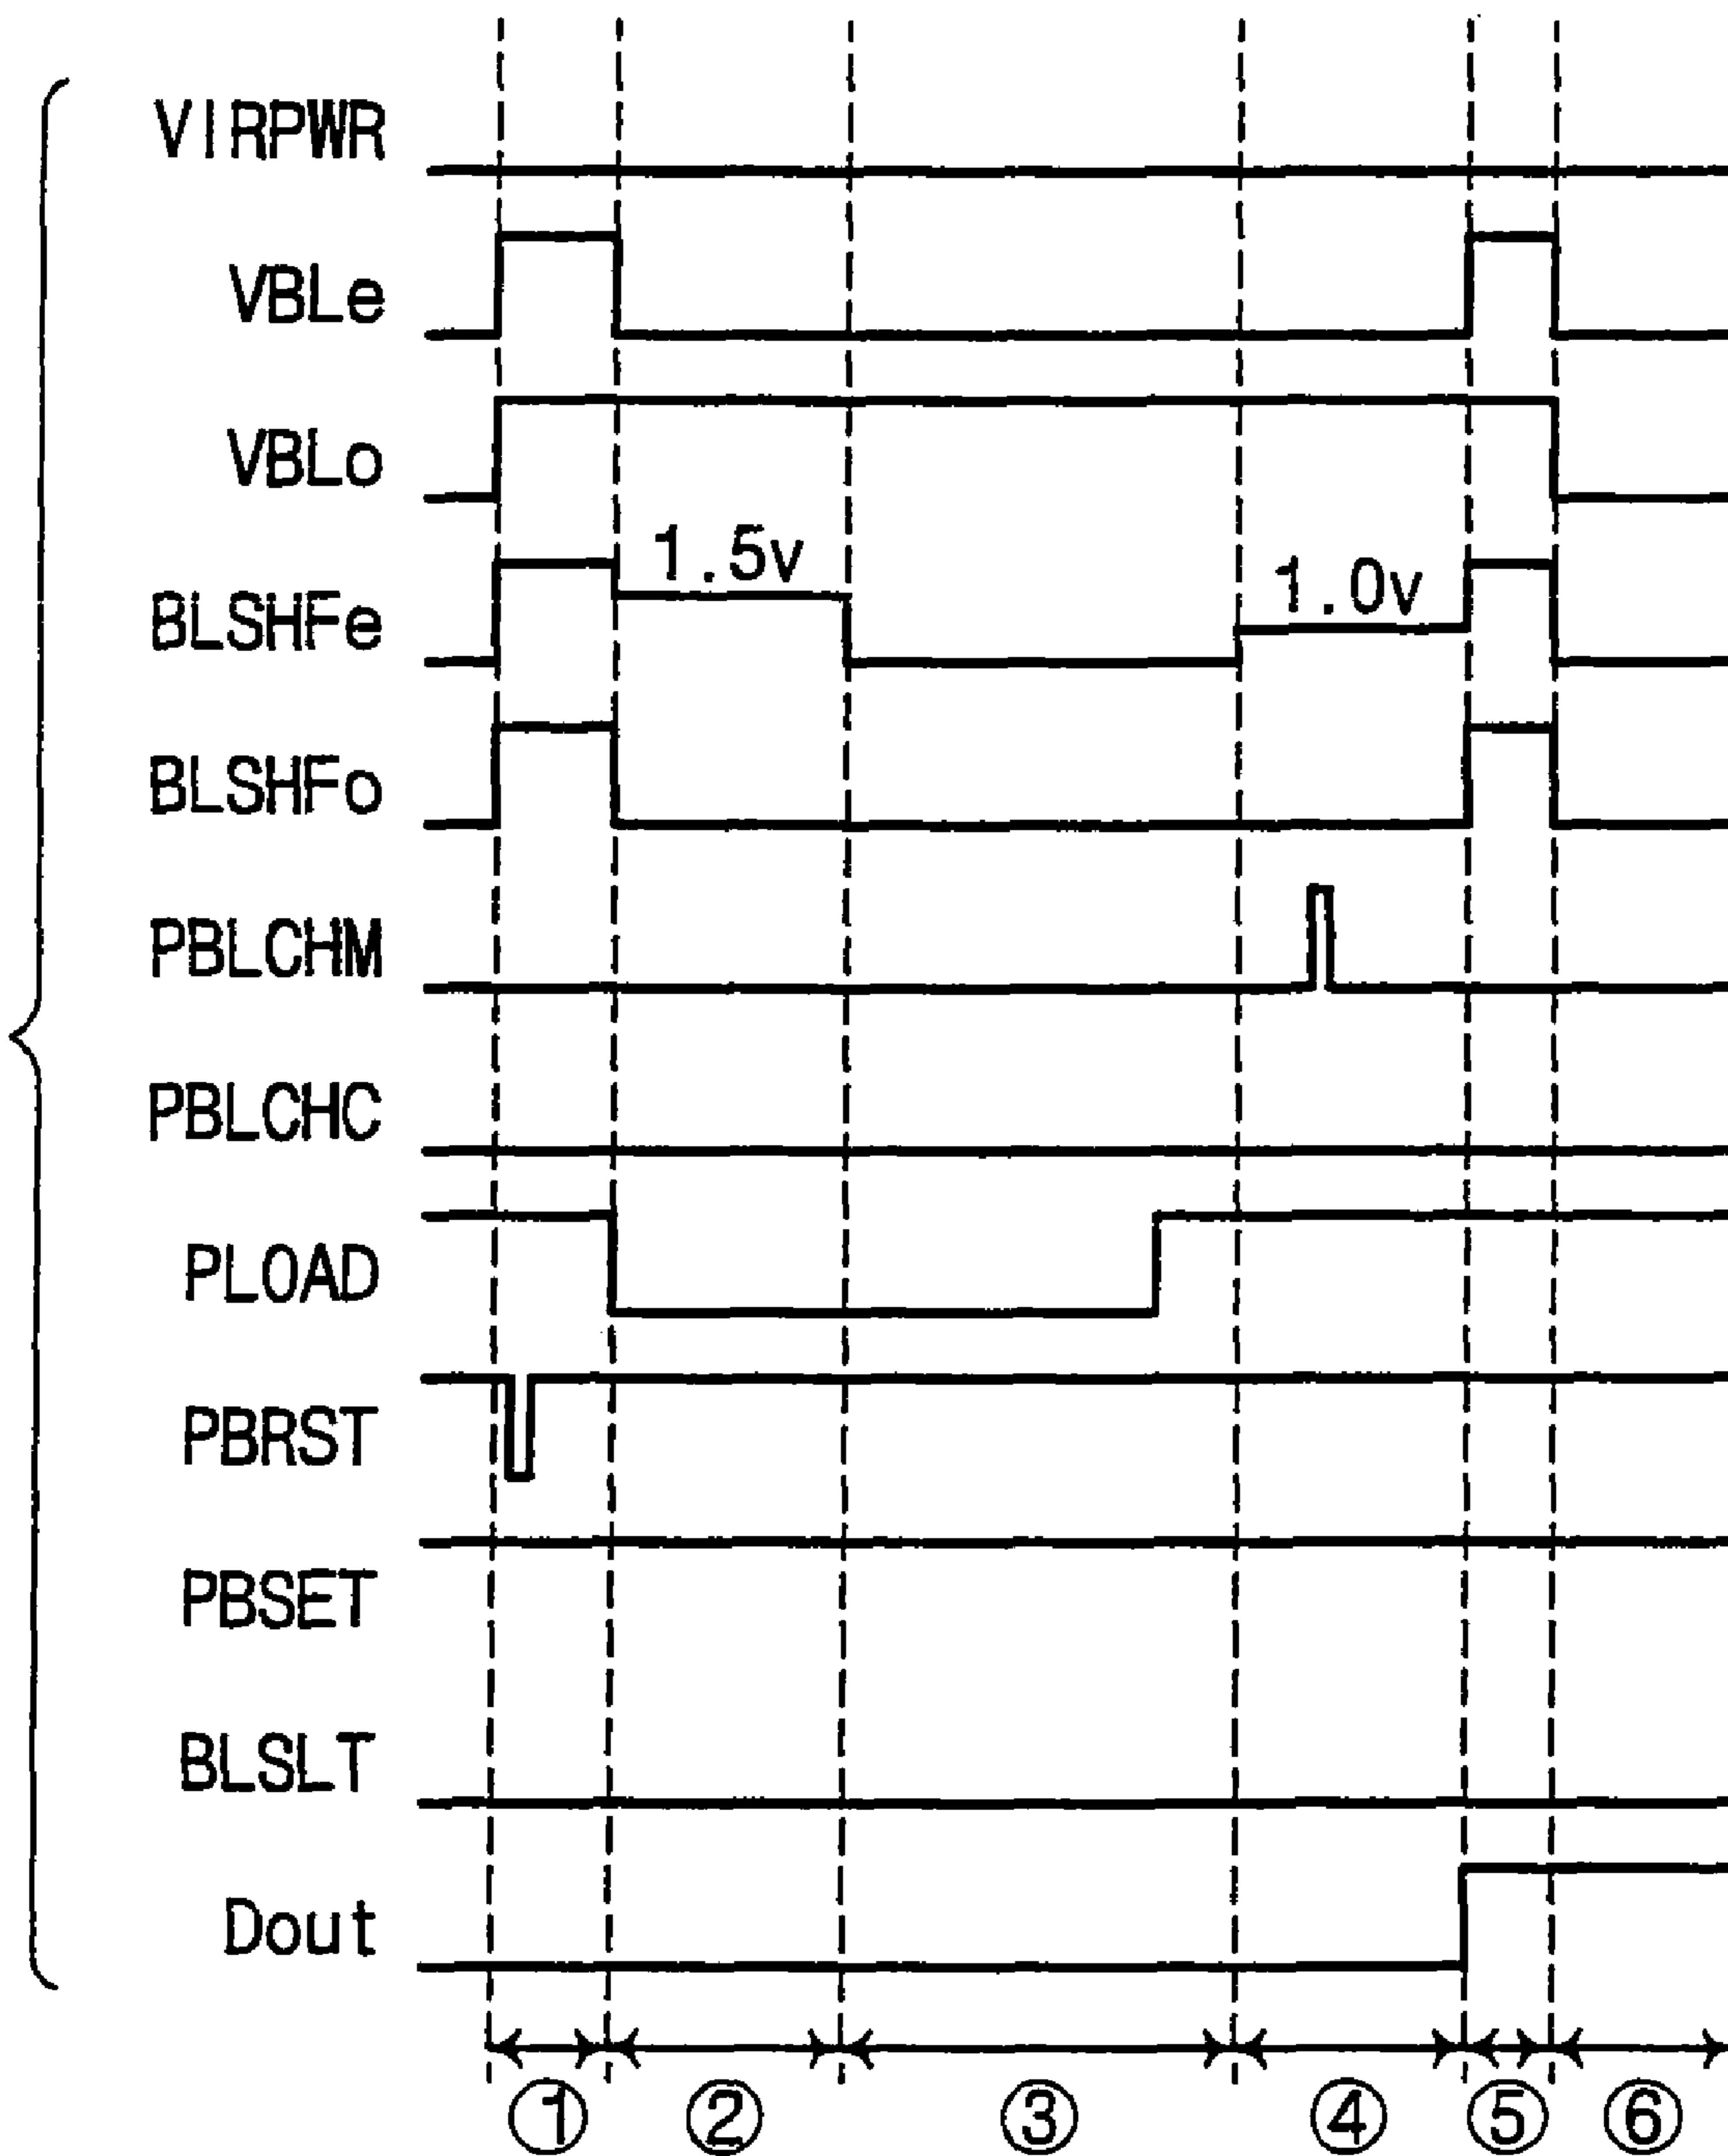 VIRPWR
VBLe
VBLo
1.5v
1.0v
BLSHFe
BLSHFo
PBLCHM
PBLCHC
PLOAD
PBRST
PBSET
BLSLT
Dout
① ② ③ ④ ⑤ ⑥